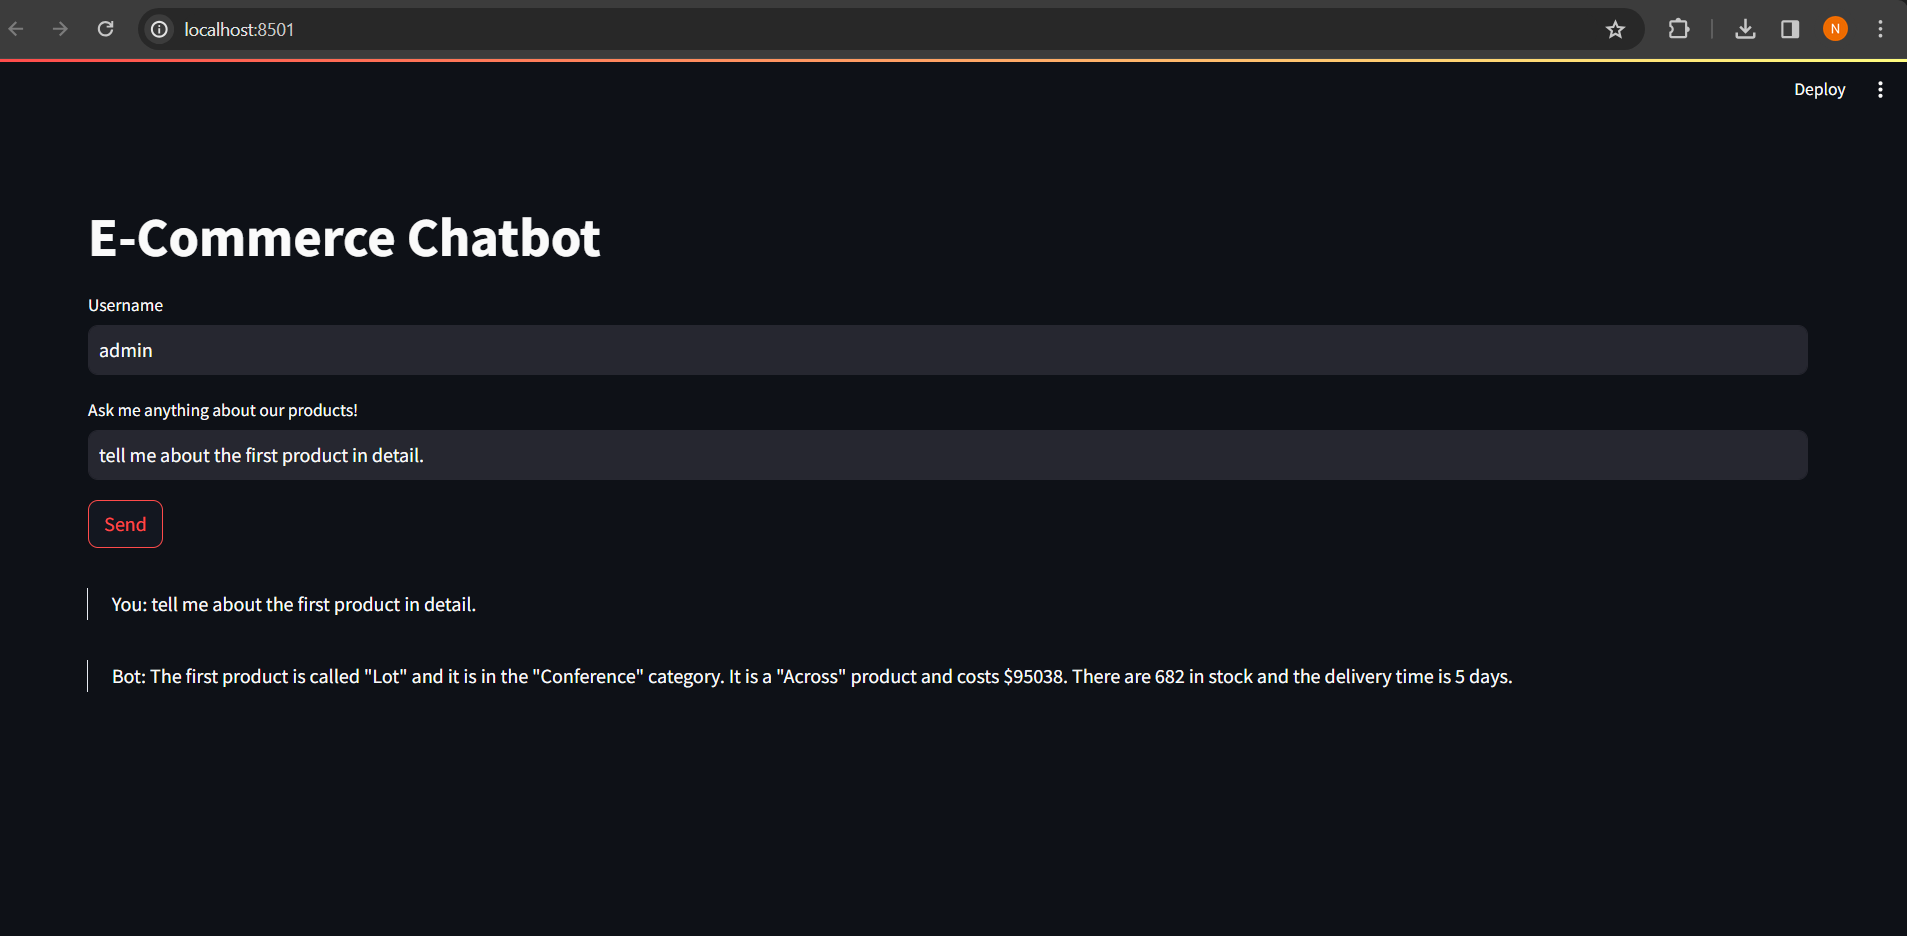 localhost:8501
N
Deploy
E-Commerce Chatbot
Username
admin
Ask me anything about our products!
tell me about the first product in detail.
Send
You: tell me about the first product in detail.
Bot: The first product is called "Lot" and it is in the "Conference" category. It is a "Across" product and costs $95038. There are 682 in stock and the delivery time is 5 days.